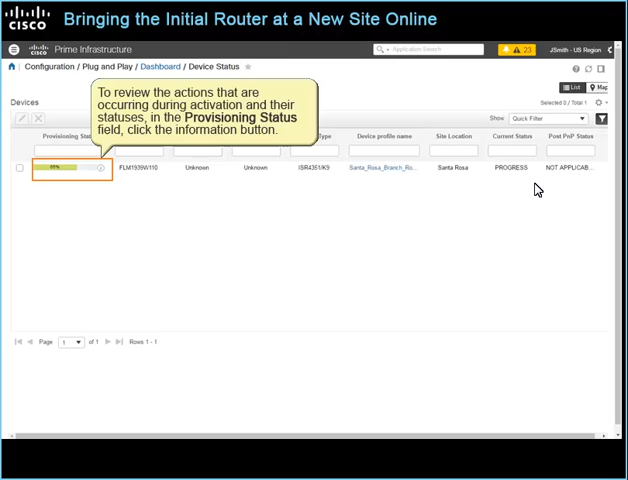 CISCO
Bringing the Initial Router at a New Site Online
CISCO Prime Infrastructure
Application Search
23
JSmith - US Region
Configuration / Plug and Play / Dashboard / Device Status
List
Map
Devices
Selected 0 / Total 1
To review the actions that are
occurring during activation and their
statuses, in the Provisioning Status
field, click the information button.
Show Quick Filter
Provisioning Stat
Type
Device profile name
Site Location
Current Status
Post PnP Status
FLM1939W110
Unknown
Unknown
ISR4351/K9
Santa_Rosa_Branch_Ro...
Santa Rosa
PROGRESS
NOT APPLICAB...
Page 1 of 1
Rows 1 - 1